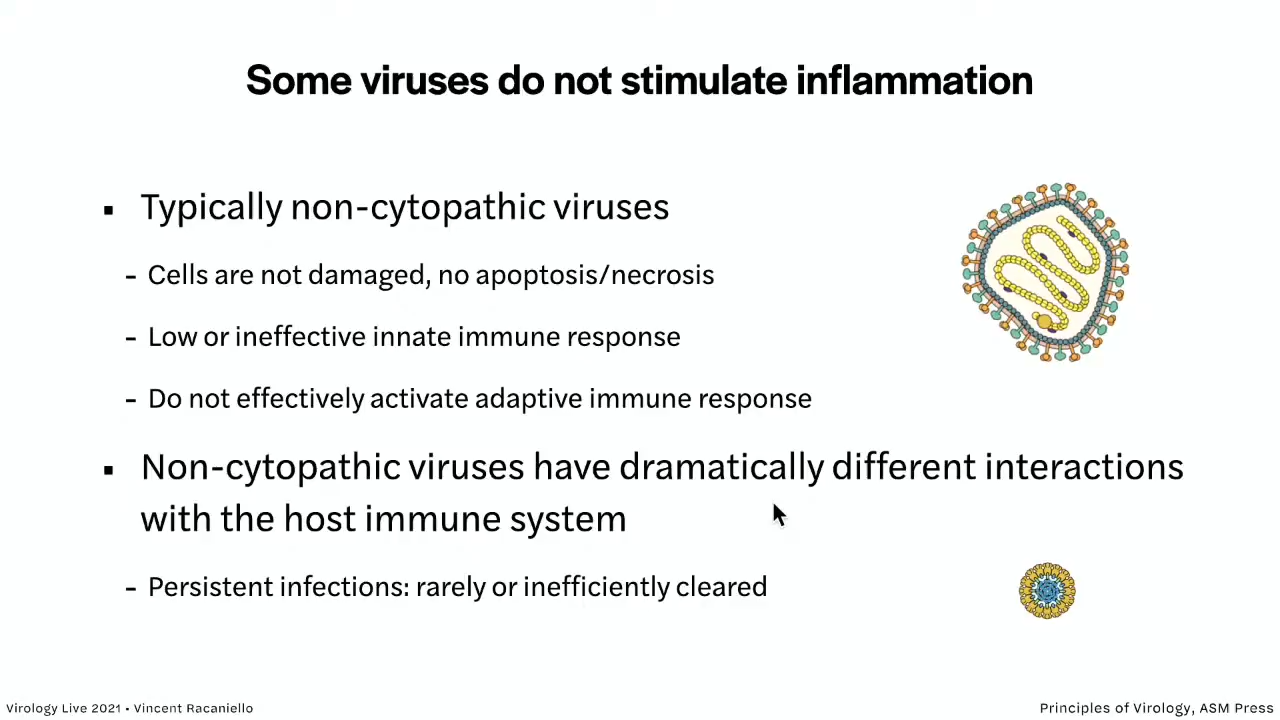 Some viruses do not stimulate inflammation
▪ Typically non-cytopathic viruses
- Cells are not damaged, no apoptosis/necrosis
- Low or ineffective innate immune response
- Do not effectively activate adaptive immune response
▪ Non-cytopathic viruses have dramatically different interactions
with the host immune system
- Persistent infections: rarely or inefficiently cleared
Virology Live 2021 • Vincent Racaniello
Principles of Virology, ASM Press